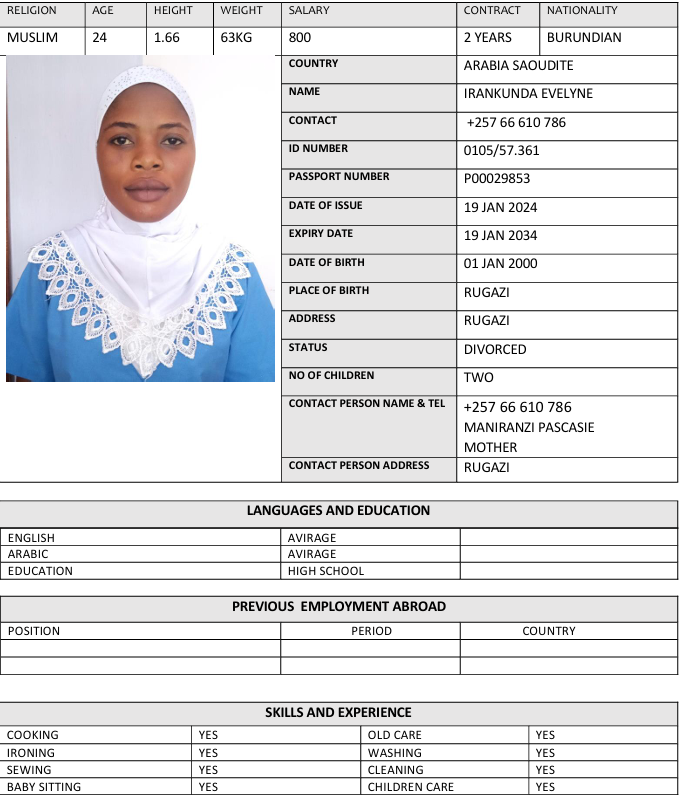 RELIGION AGE HEIGHT WEIGHT SALARY CONTRACT NATIONALITY
MUSLIM 24 1.66 63KG 800 2 YEARS BURUNDIAN
COUNTRY ARABIA SAOUDITE
NAME IRANKUNDA EVELYNE
CONTACT +257 66 610 786
ID NUMBER 0105/57.361
PASSPORT NUMBER P00029853
DATE OF ISSUE 19 JAN 2024
EXPIRY DATE 19 JAN 2034
DATE OF BIRTH 01 JAN 2000
PLACE OF BIRTH RUGAZI
ADDRESS RUGAZI
STATUS DIVORCED
NO OF CHILDREN TWO
CONTACT PERSON NAME & TEL +257 66 610 786
MANIRANZI PASCASIE
MOTHER
CONTACT PERSON ADDRESS RUGAZI
LANGUAGES AND EDUCATION
ENGLISH AVIRAGE
ARABIC AVIRAGE
EDUCATION HIGH SCHOOL
PREVIOUS EMPLOYMENT ABROAD
POSITION PERIOD COUNTRY
SKILLS AND EXPERIENCE
COOKING YES OLD CARE YES
IRONING YES WASHING YES
SEWING YES CLEANING YES
BABY SITTING YES CHILDREN CARE YES